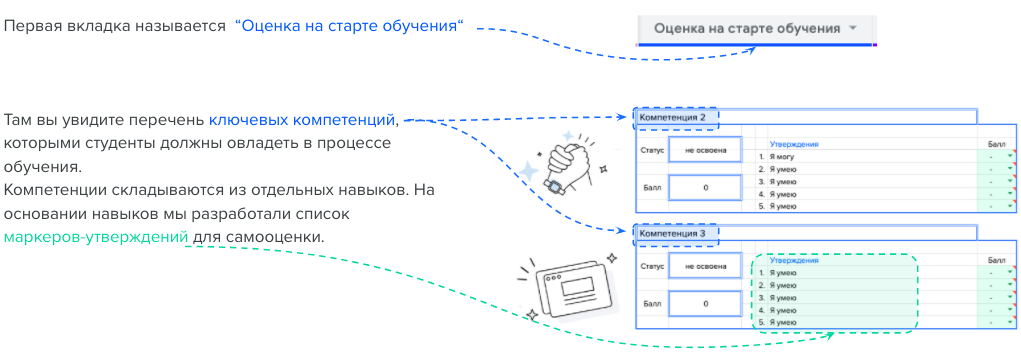 Первая вкладка называется “Оценка на старте обучения“
Оценка на старте обучения
Там вы увидите перечень ключевых компетенций,
которыми студенты должны овладеть в процессе
обучения.
Компетенции складываются из отдельных навыков. На
основании навыков мы разработали список
маркеров-утверждений для самооценки.
Компетенция 2
Статус не освоена Утверждения Балл
1. Я могу -
2. Я умею -
Балл 0 3. Я умею -
4. Я умею -
5. Я умею -
Компетенция 3
Статус не освоена Утверждения Балл
1. Я умею -
2. Я умею -
Балл 0 3. Я умею -
4. Я умею -
5. Я умею -